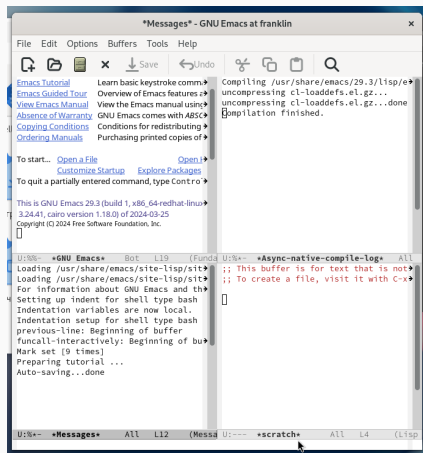 *Messages* - GNU Emacs at franklin
×
File Edit Options Buffers Tools Help
Save Undo
Emacs Tutorial Learn basic keystroke comm
Emacs Guided Tour Overview of Emacs features a
View Emacs Manual View the Emacs manual using
Absence of Warranty GNU Emacs comes with ABSO
Copying Conditions Conditions for redistributing
Ordering Manuals Purchasing printed copies of
To start... Open a File Open H
Customize Startup Explore Packages
To quit a partially entered command, type Contro
This is GNU Emacs 29.3 (build 1, x86_64-redhat-linu
3.24.41, cairo version 1.18.0) of 2024-03-25
Copyright (C) 2024 Free Software Foundation, Inc.
U:%%- *GNU Emacs* Bot L19 (Funda
Compiling /usr/share/emacs/29.3/lisp/e
uncompressing cl-loaddefs.el.gz...
uncompressing cl-loaddefs.el.gz...done
Compilation finished.
U:%*- *Async-native-compile-log* All
Loading /usr/share/emacs/site-lisp/sit
Loading /usr/share/emacs/site-lisp/sit
For information about GNU Emacs and th
Setting up indent for shell type bash
Indentation variables are now local.
Indentation setup for shell type bash
previous-line: Beginning of buffer
funcall-interactively: Beginning of bu
Mark set [9 times]
Preparing tutorial ...
Auto-saving...done
U:%*- *Messages* All L12 (Messa
;; This buffer is for text that is not
;; To create a file, visit it with C-x
U:--- *scratch* All L4 (Lisp